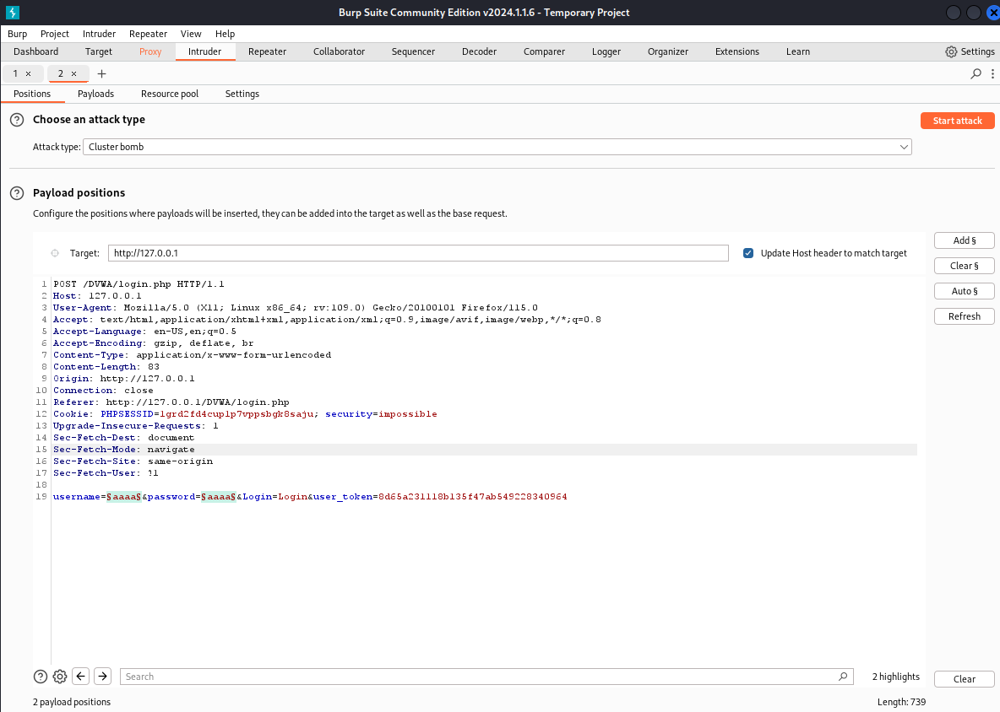 Burp Suite Community Edition v2024.1.1.6 - Temporary Project
Burp Project Intruder Repeater View Help
Dashboard Target Proxy Intruder Repeater Collaborator Sequencer Decoder Comparer Logger Organizer Extensions Learn Settings
1 × 2 × +
Positions Payloads Resource pool Settings
Choose an attack type
Start attack
Attack type: Cluster bomb
Payload positions
Configure the positions where payloads will be inserted, they can be added into the target as well as the base request.
Target: http://127.0.0.1 Update Host header to match target
Add §
Clear §
Auto §
Refresh
1 POST /DVWA/login.php HTTP/1.1
2 Host: 127.0.0.1
3 User-Agent: Mozilla/5.0 (X11; Linux x86_64; rv:109.0) Gecko/20100101 Firefox/115.0
4 Accept: text/html,application/xhtml+xml,application/xml;q=0.9,image/avif,image/webp,*/*;q=0.8
5 Accept-Language: en-US,en;q=0.5
6 Accept-Encoding: gzip, deflate, br
7 Content-Type: application/x-www-form-urlencoded
8 Content-Length: 83
9 Origin: http://127.0.0.1
10 Connection: close
11 Referer: http://127.0.0.1/DVWA/login.php
12 Cookie: PHPSESSID=1grd2fd4cup1p7vppsbgk8saju; security=impossible
13 Upgrade-Insecure-Requests: 1
14 Sec-Fetch-Dest: document
15 Sec-Fetch-Mode: navigate
16 Sec-Fetch-Site: same-origin
17 Sec-Fetch-User: ?1
18
19 username=§aaaa§&password=§aaaa§&Login=Login&user_token=8d65a231118b135f47ab549228340964
Search
2 highlights
Clear
2 payload positions
Length: 739